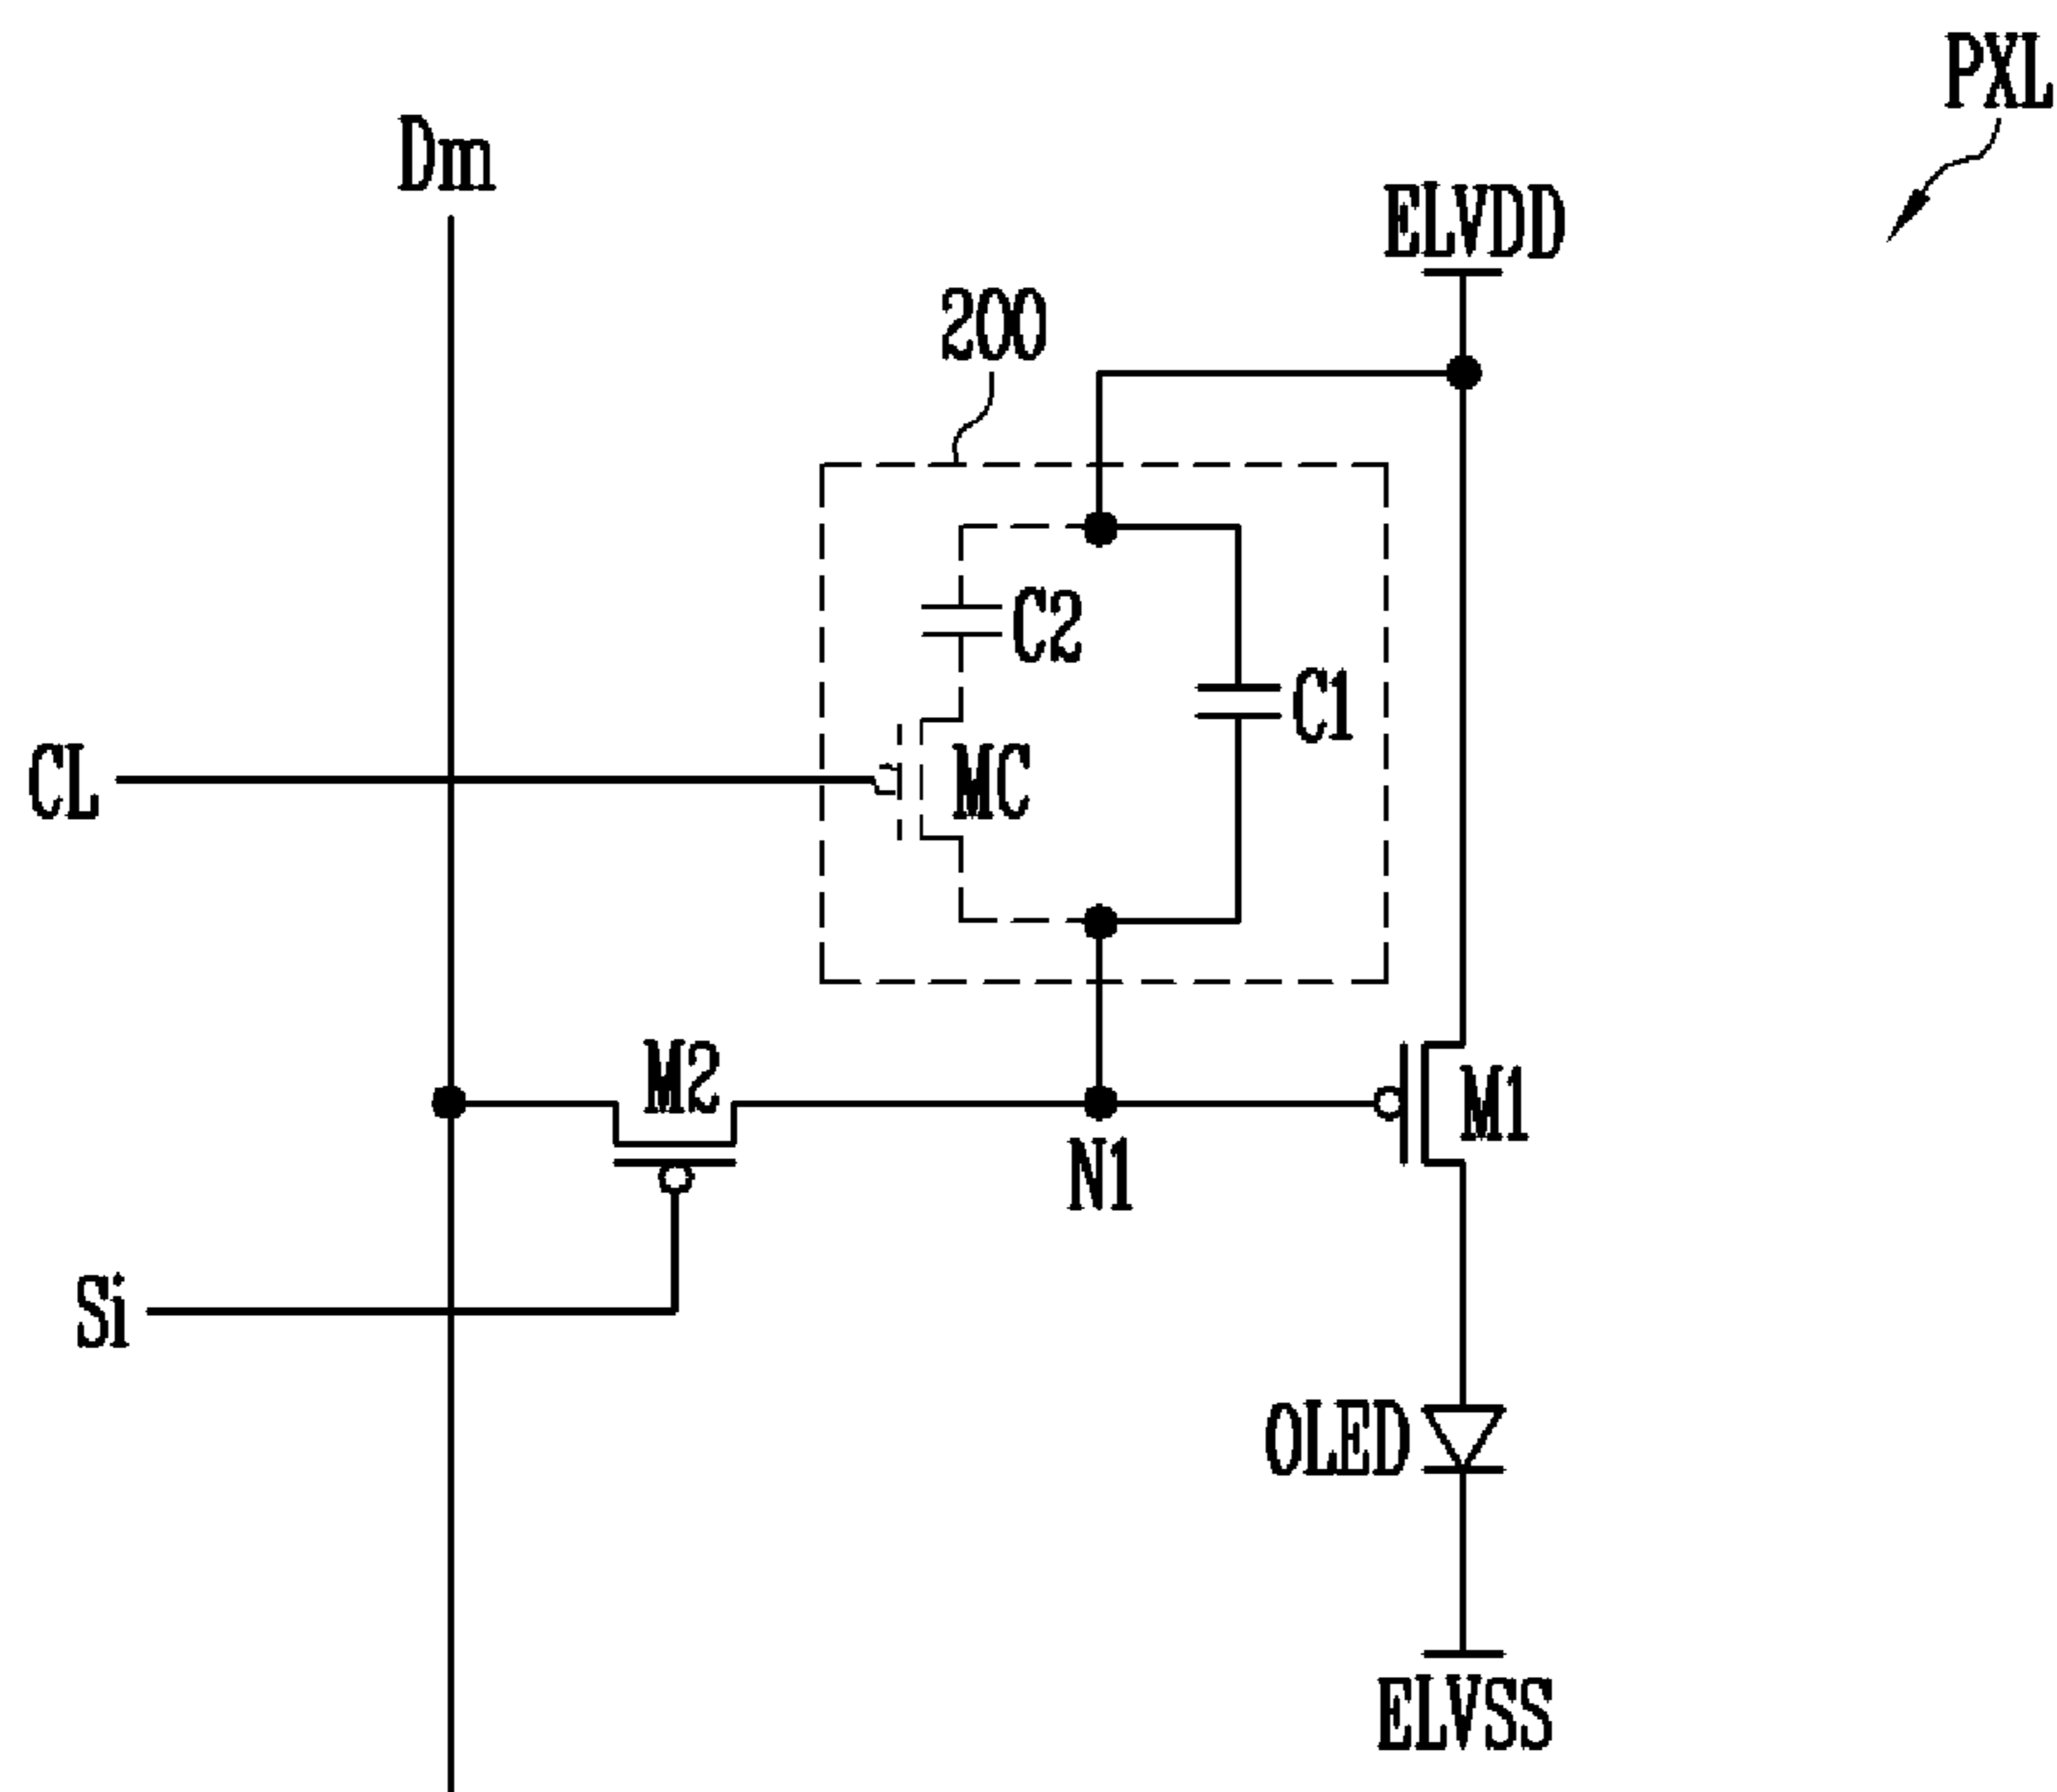 PXL
Dm
ELVDD
200
C2
C1
CL
MC
M2
M1
N1
Si
OLED
ELVSS